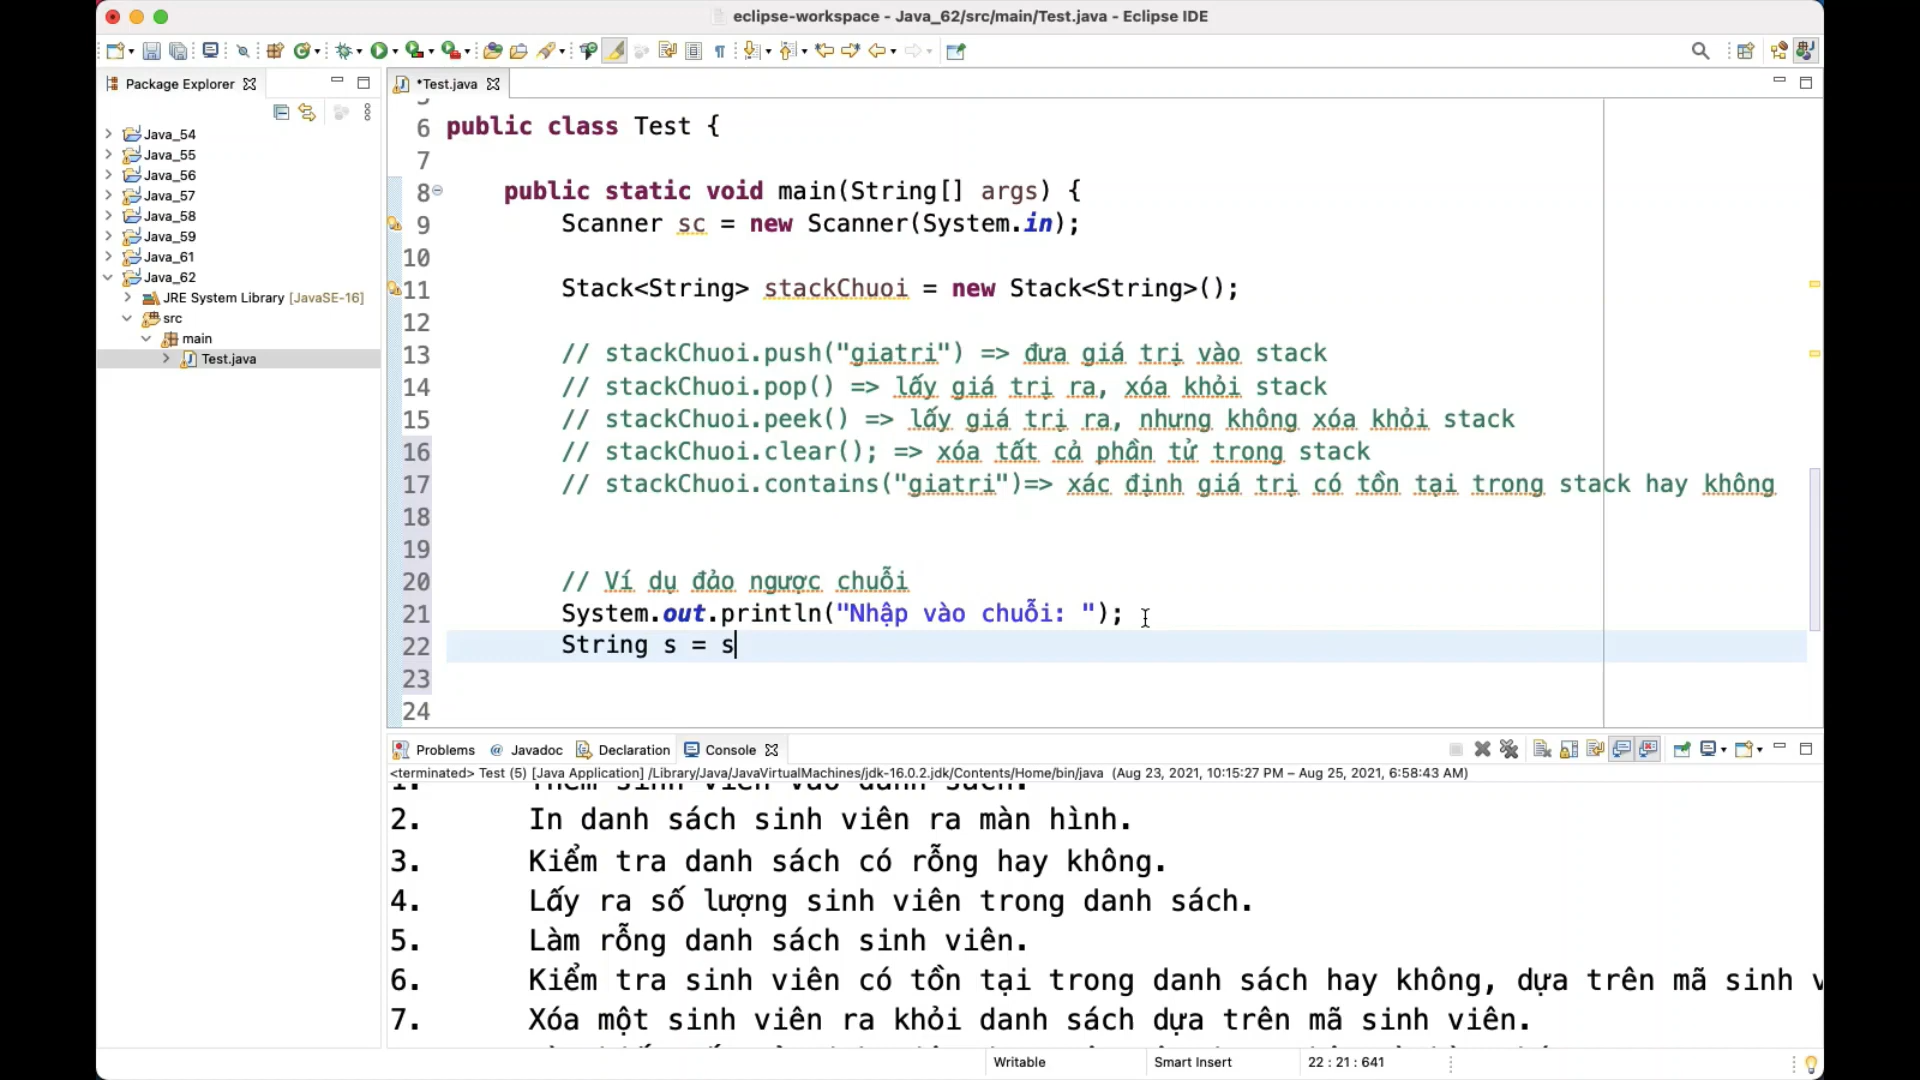 eclipse-workspace - Java_62/src/main/Test.java - Eclipse IDE
Package Explorer
*Test.java
Java_54
Java_55
Java_56
Java_57
Java_58
Java_59
Java_61
Java_62
JRE System Library [JavaSE-16]
src
main
Test.java
6 public class Test {
7
8 public static void main(String[] args) {
9 Scanner sc = new Scanner(System.in);
10
11 Stack<String> stackChuoi = new Stack<String>();
12
13 // stackChuoi.push("giatri") => đưa giá trị vào stack
14 // stackChuoi.pop() => lấy giá trị ra, xóa khỏi stack
15 // stackChuoi.peek() => lấy giá trị ra, nhưng không xóa khỏi stack
16 // stackChuoi.clear(); => xóa tất cả phần tử trong stack
17 // stackChuoi.contains("giatri")=> xác định giá trị có tồn tại trong stack hay không
18
19
20 // Ví dụ đảo ngược chuỗi
21 System.out.println("Nhập vào chuỗi: ");
22 String s = s
23
24
Problems @ Javadoc Declaration Console
<terminated> Test (5) [Java Application] /Library/Java/JavaVirtualMachines/jdk-16.0.2.jdk/Contents/Home/bin/java (Aug 23, 2021, 10:15:27 PM – Aug 25, 2021, 6:58:43 AM)
1. Thêm sinh viên vào danh sách.
2. In danh sách sinh viên ra màn hình.
3. Kiểm tra danh sách có rỗng hay không.
4. Lấy ra số lượng sinh viên trong danh sách.
5. Làm rỗng danh sách sinh viên.
6. Kiểm tra sinh viên có tồn tại trong danh sách hay không, dựa trên mã sinh v
7. Xóa một sinh viên ra khỏi danh sách dựa trên mã sinh viên.
Writable
Smart Insert
22 : 21 : 641